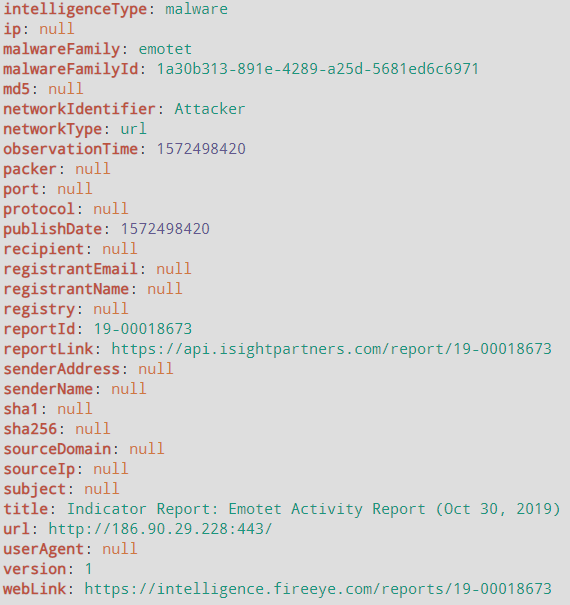 intelligenceType: malware
ip: null
malwareFamily: emotet
malwareFamilyId: 1a30b313-891e-4289-a25d-5681ed6c6971
md5: null
networkIdentifier: Attacker
networkType: url
observationTime: 1572498420
packer: null
port: null
protocol: null
publishDate: 1572498420
recipient: null
registrantEmail: null
registrantName: null
registry: null
reportId: 19-00018673
reportLink: https://api.isightpartners.com/report/19-00018673
senderAddress: null
senderName: null
sha1: null
sha256: null
sourceDomain: null
sourceIp: null
subject: null
title: Indicator Report: Emotet Activity Report (Oct 30, 2019)
url: http://186.90.29.228:443/
userAgent: null
version: 1
webLink: https://intelligence.fireeye.com/reports/19-00018673